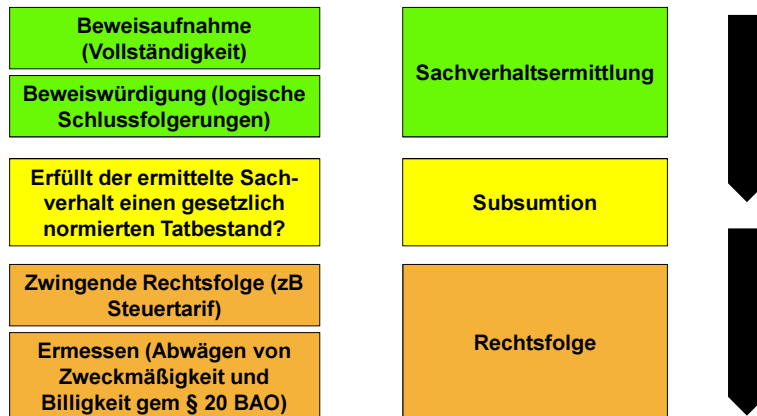 Beweisaufnahme
(Vollständigkeit)
Beweiswürdigung (logische
Schlussfolgerungen)
Sachverhaltsermittlung
Erfüllt der ermittelte Sach-
verhalt einen gesetzlich
normierten Tatbestand?
Subsumtion
Zwingende Rechtsfolge (zB
Steuertarif)
Ermessen (Abwägen von
Zweckmäßigkeit und
Billigkeit gem § 20 BAO)
Rechtsfolge